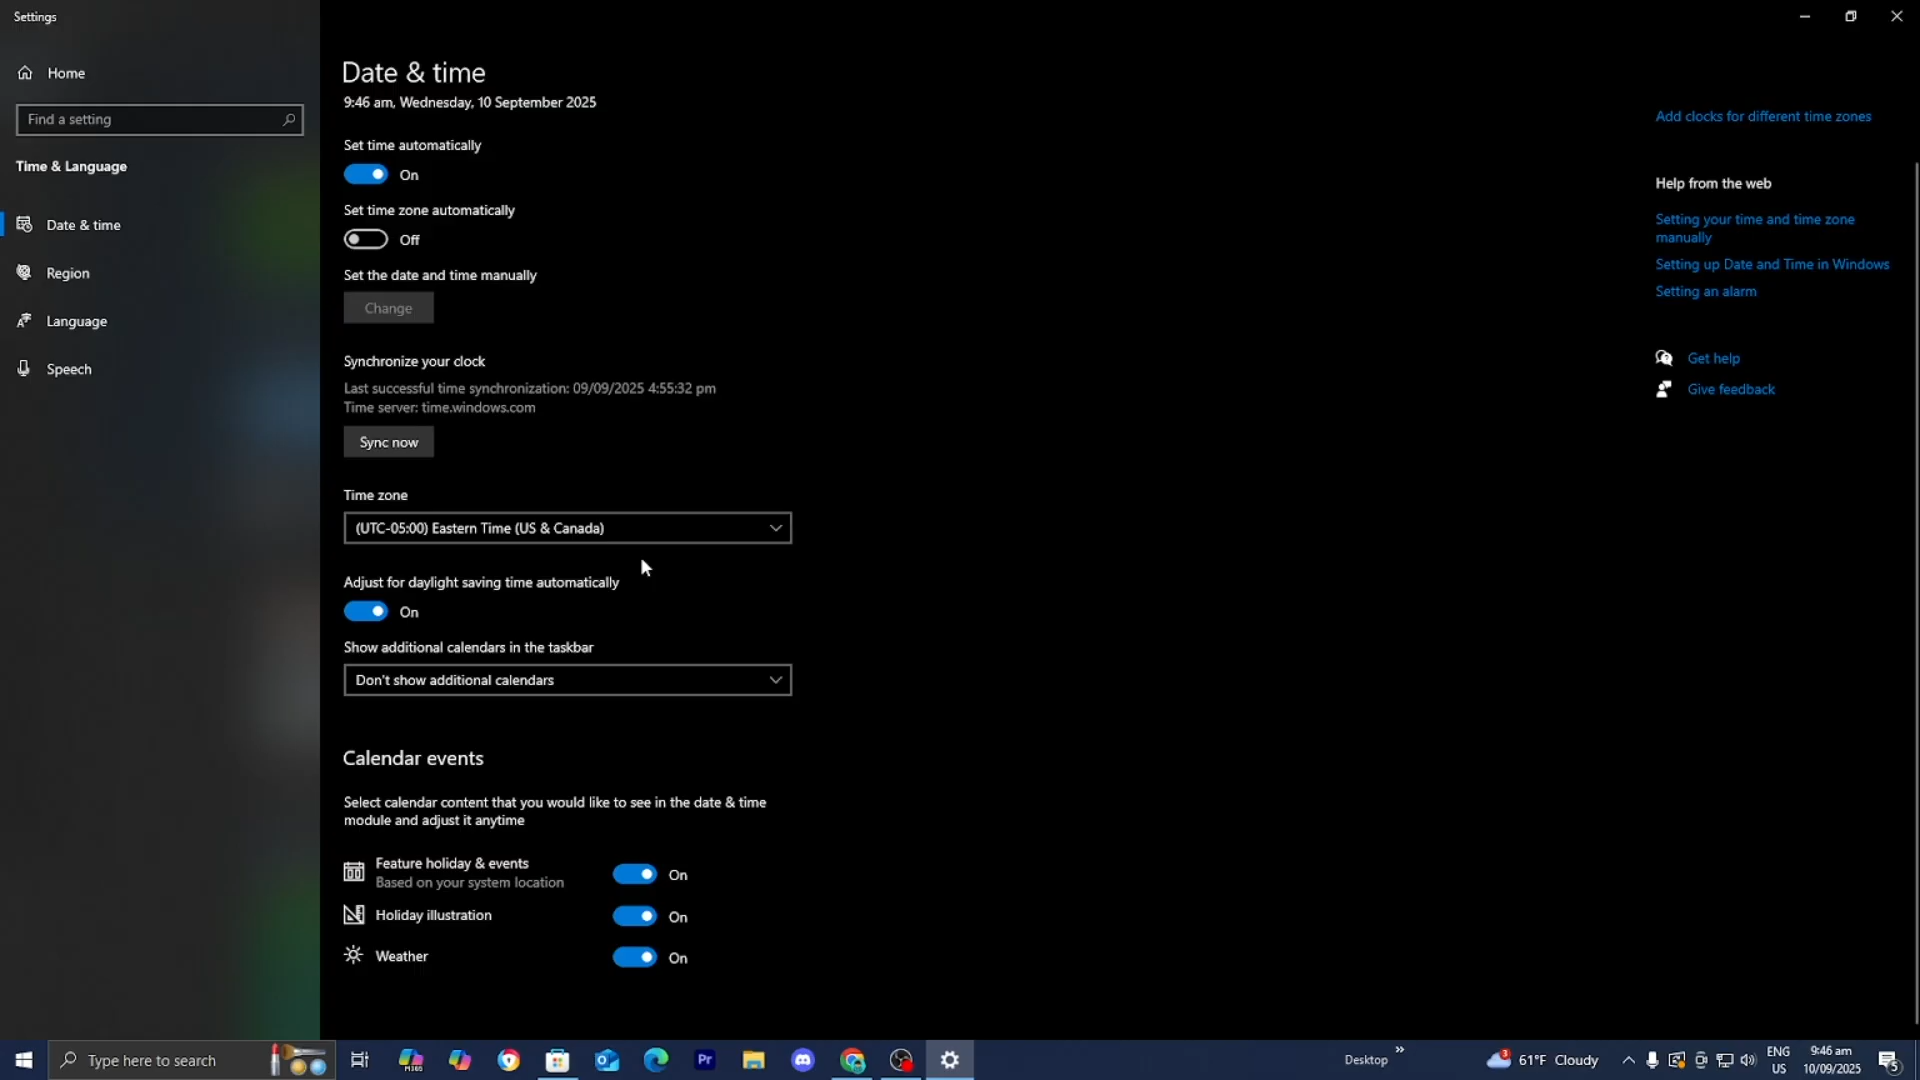 Settings
Home
Find a setting
Time & Language
Date & time
Region
Language
Speech
Date & time
9:46 am, Wednesday, 10 September 2025
Set time automatically
On
Set time zone automatically
Off
Set the date and time manually
Change
Synchronize your clock
Last successful time synchronization: 09/09/2025 4:55:32 pm
Time server: time.windows.com
Sync now
Time zone
(UTC-05:00) Eastern Time (US & Canada)
Adjust for daylight saving time automatically
On
Show additional calendars in the taskbar
Don't show additional calendars
Calendar events
Select calendar content that you would like to see in the date & time
module and adjust it anytime
Feature holiday & events
Based on your system location
On
Holiday illustration
On
Weather
On
Add clocks for different time zones
Help from the web
Setting your time and time zone
manually
Setting up Date and Time in Windows
Setting an alarm
Get help
Give feedback
Type here to search
M365
Pr
Desktop
3
61°F Cloudy
ENG
US
9:46 am
10/09/2025
5